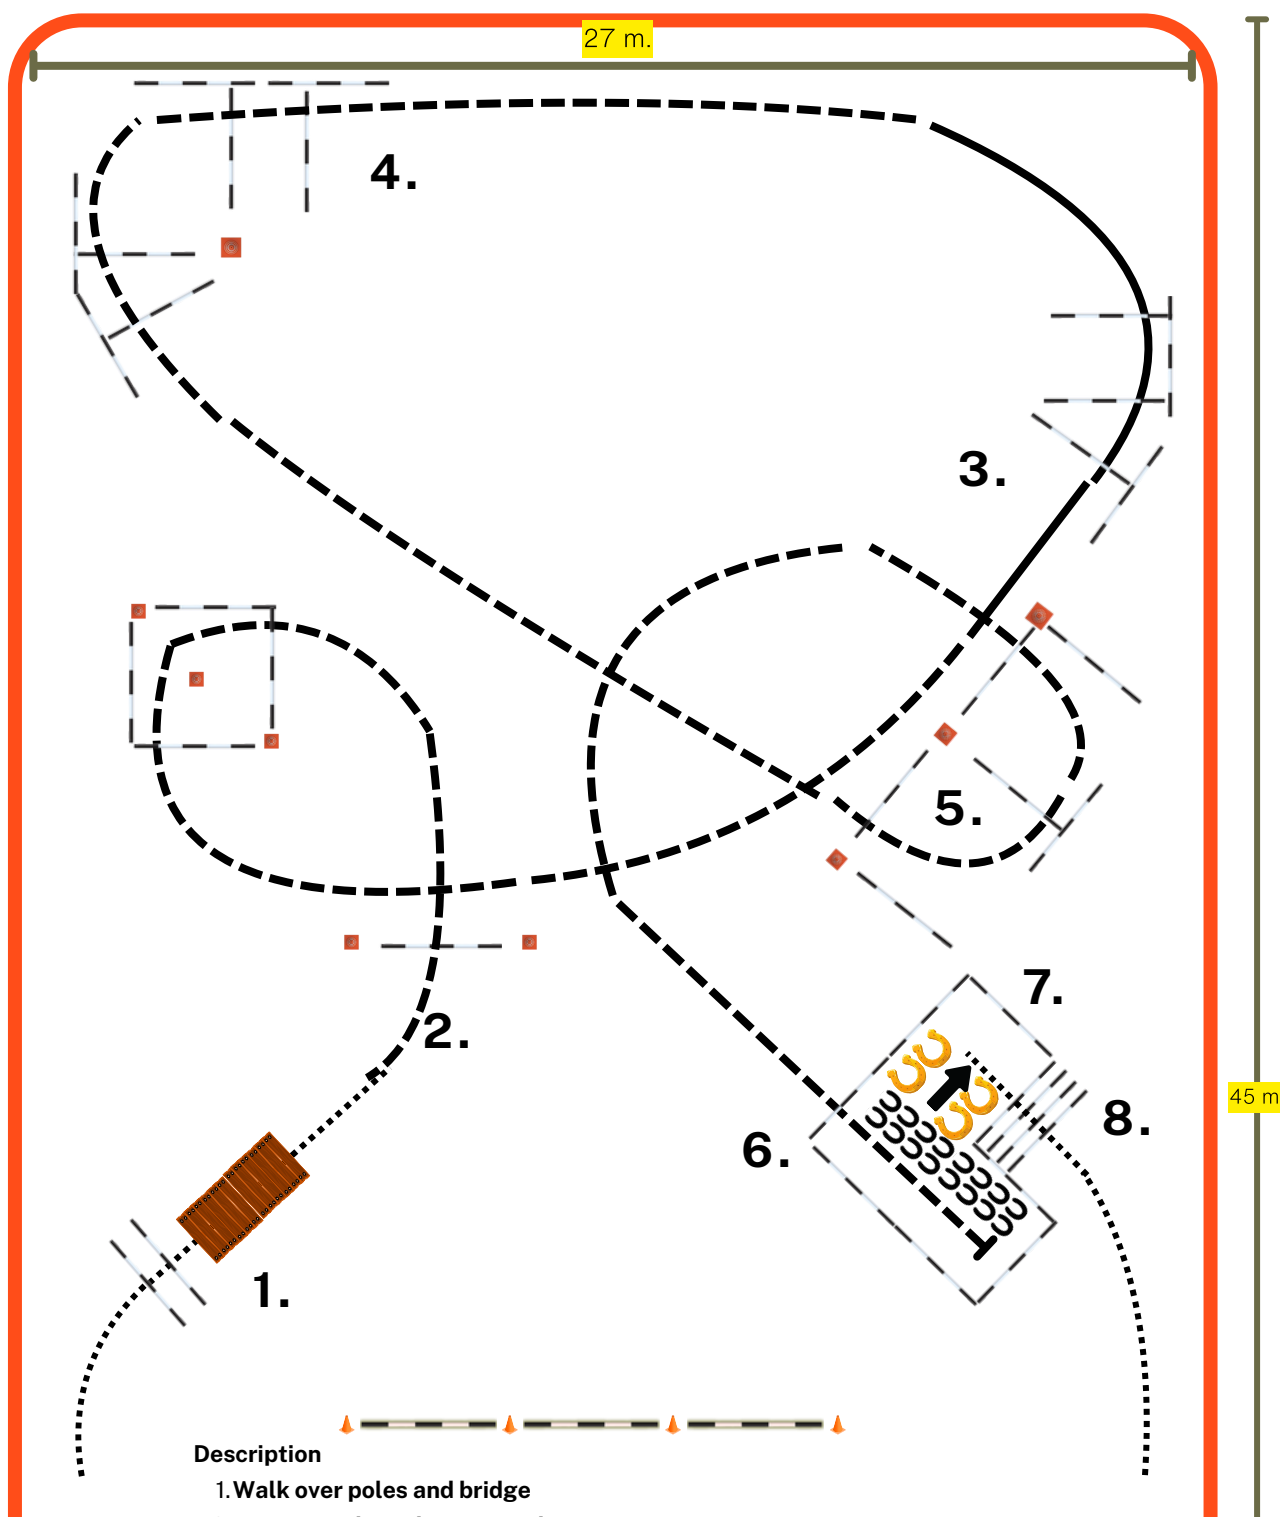 27 m.
4.
3.
5.
2.
7.
45 m
8.
6.
1.
Description
1.Walk over poles and bridge